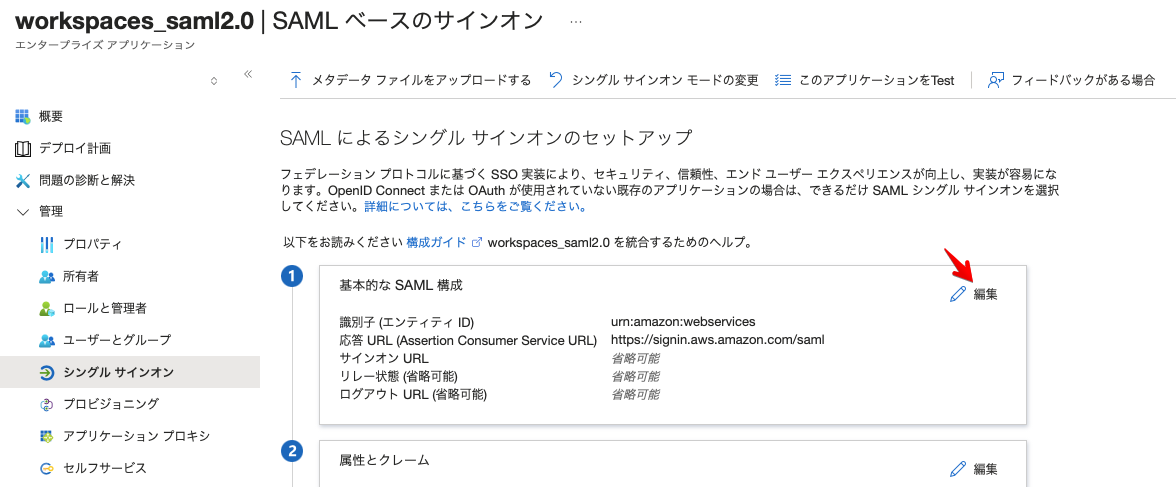 workspaces_saml2.0 | SAML ベースのサインオン ...
エンタープライズ アプリケーション
メタデータ ファイルをアップロードする シングル サインオン モードの変更 このアプリケーションをTest フィードバックがある場合
概要
デプロイ計画
問題の診断と解決
管理
プロパティ
所有者
ロールと管理者
ユーザーとグループ
シングル サインオン
プロビジョニング
アプリケーション プロキシ
セルフサービス
SAML によるシングル サインオンのセットアップ
フェデレーション プロトコルに基づく SSO 実装により、セキュリティ、信頼性、エンド ユーザー エクスペリエンスが向上し、実装が容易にな
ります。OpenID Connect または OAuth が使用されていない既存のアプリケーションの場合は、できるだけ SAML シングル サインオンを選択
してください。詳細については、こちらをご覧ください。
以下をお読みください 構成ガイド workspaces_saml2.0 を統合するためのヘルプ。
1
基本的な SAML 構成
編集
識別子 (エンティティ ID) urn:amazon:webservices
応答 URL (Assertion Consumer Service URL) https://signin.aws.amazon.com/saml
サインオン URL 省略可能
リレー状態 (省略可能) 省略可能
ログアウト URL (省略可能) 省略可能
2
属性とクレーム
編集